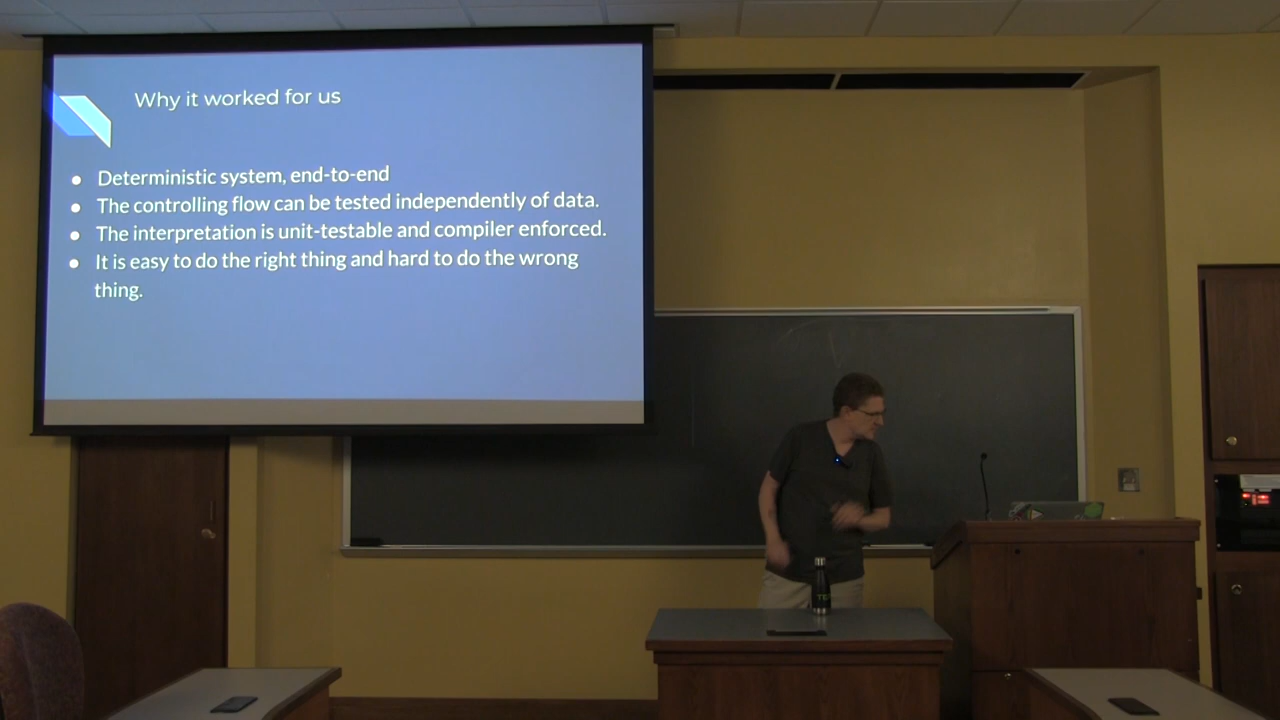 Why it worked for us
● Deterministic system, end-to-end
● The controlling flow can be tested independently of data.
● The interpretation is unit-testable and compiler enforced.
● It is easy to do the right thing and hard to do the wrong
thing.